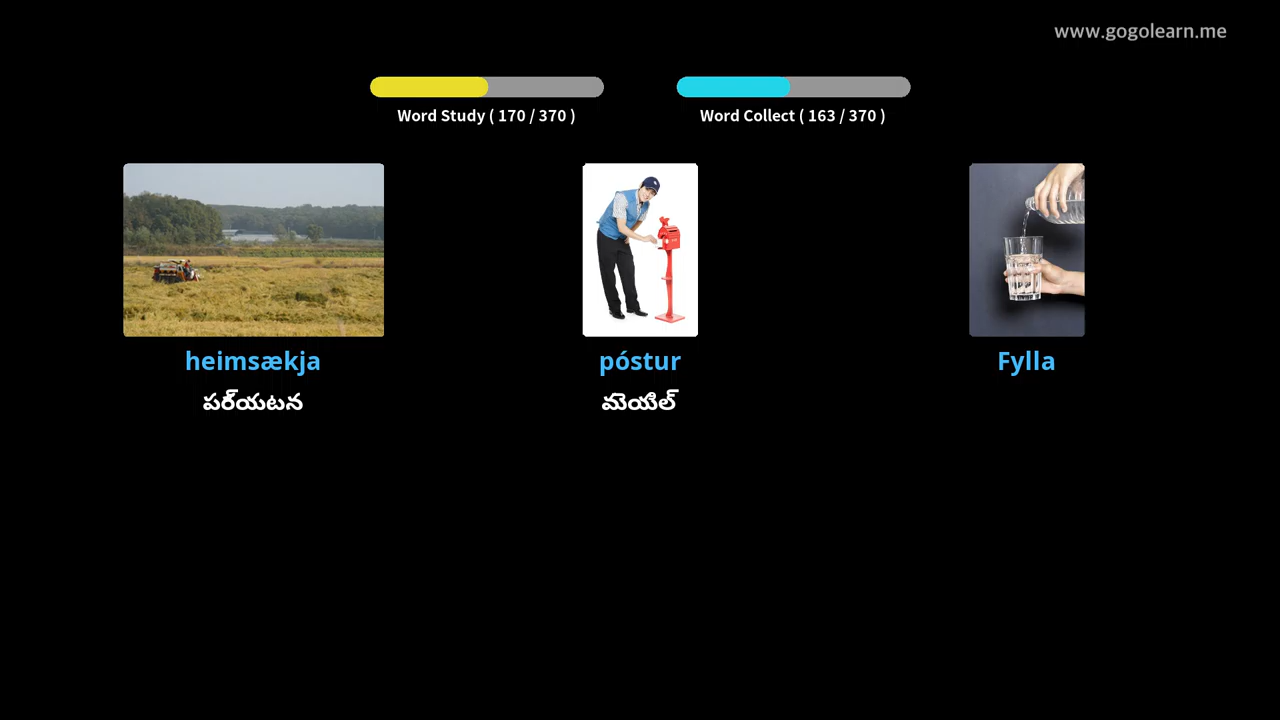 www.gogolearn.me
Word Study ( 170 / 370 )
Word Collect ( 163 / 370 )
heimsækja
పర్యటన
póstur
మెయిల్
Fylla